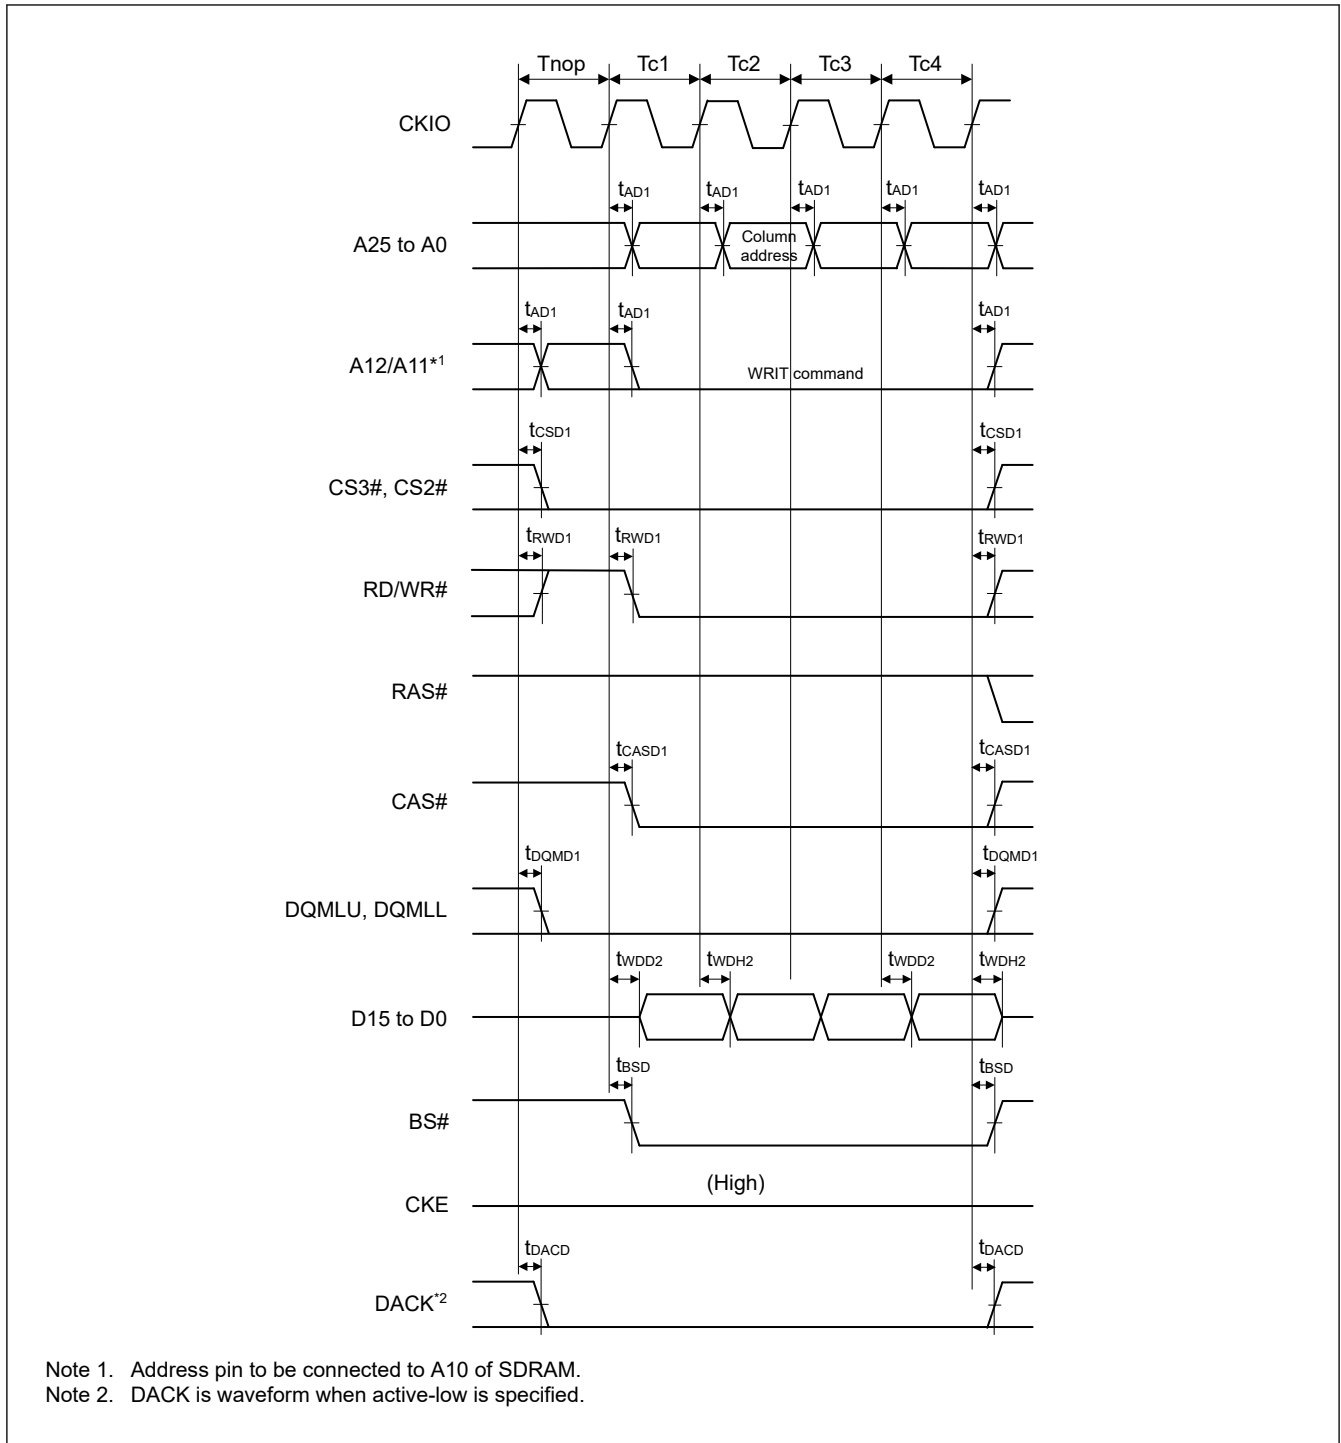 Tnop Tc1 Tc2 Tc3 Tc4
CKIO
tAD1 tAD1 tAD1 tAD1 tAD1
A25 to A0
Column
address
tAD1 tAD1 tAD1
A12/A11*1
WRIT command
tCSD1 tCSD1
CS3#, CS2#
tRWD1 tRWD1 tRWD1
RD/WR#
RAS#
tCASD1 tCASD1
CAS#
tDQMD1 tDQMD1
DQMLU, DQMLL
tWDD2 tWDH2 tWDD2 tWDH2
D15 to D0
tBSD tBSD
BS#
(High)
CKE
tDACD tDACD
DACK*2
Note 1. Address pin to be connected to A10 of SDRAM.
Note 2. DACK is waveform when active-low is specified.